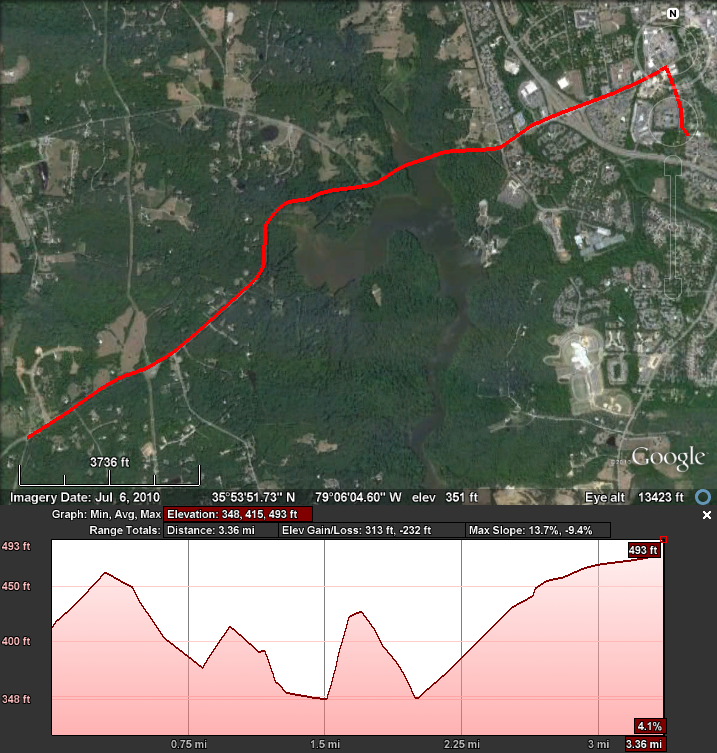 N
3736 ft
Google
Imagery Date: Jul 6, 2010 35°53'51.73" N 79°06'04.60" W elev 351 ft Eye alt 13423 ft
Graph: Min, Avg, Max Elevation: 348, 415, 493 ft
Range Totals: Distance: 3.36 mi Elev Gain/Loss: 313 ft, -232 ft Max Slope: 13.7%, -9.4%
493 ft
493 ft
450 ft
400 ft
348 ft
4.1%
0.75 mi 1.5 mi 2.25 mi 3 mi 3.36 mi